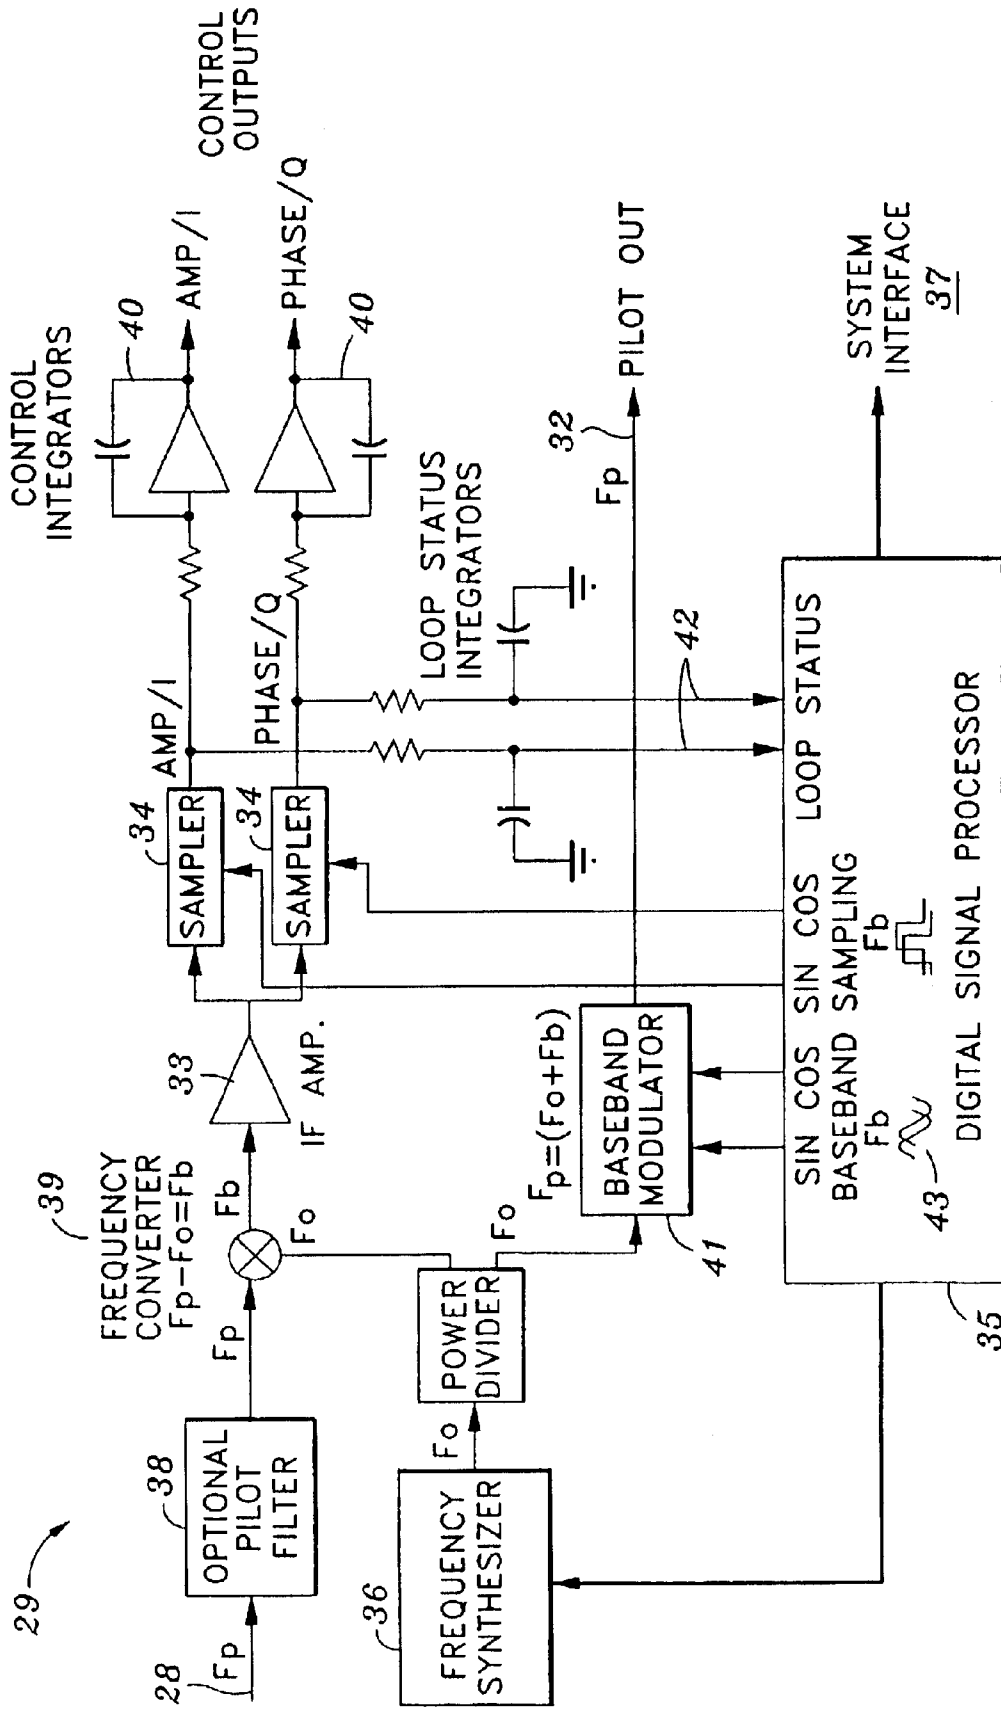 29
28
Fp
38
OPTIONAL
PILOT
FILTER
Fp
39
FREQUENCY
CONVERTER
Fp-Fo=Fb
Fb
Fo
33
IF AMP.
34
SAMPLER
34
SAMPLER
AMP/I
PHASE/Q
CONTROL
INTEGRATORS
40
AMP/I
40
PHASE/Q
CONTROL
OUTPUTS
LOOP STATUS
INTEGRATORS
36
FREQUENCY
SYNTHESIZER
Fo
POWER
DIVIDER
Fo
Fp=(Fo+Fb)
BASEBAND
MODULATOR
41
Fp
32
PILOT OUT
42
SIN COS SIN COS LOOP STATUS
BASEBAND SAMPLING
Fb Fb
43
DIGITAL SIGNAL PROCESSOR
35
SYSTEM
INTERFACE
37